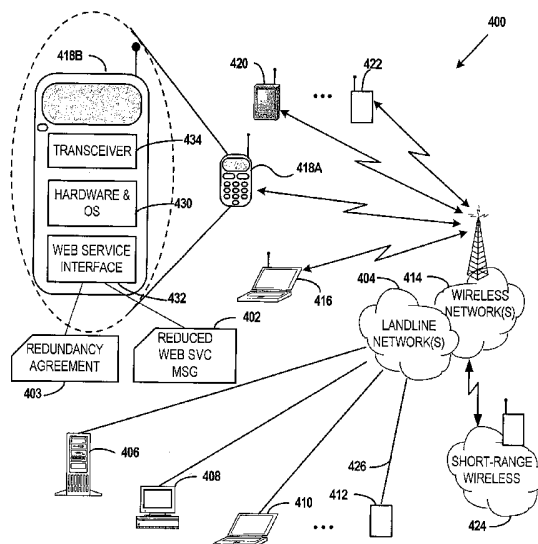 400
418B
420
422
TRANSCEIVER
434
418A
HARDWARE &
OS
430
WEB SERVICE
INTERFACE
432
416
404
414
WIRELESS
NETWORK(S)
LANDLINE
NETWORK(S)
402
REDUNDANCY
AGREEMENT
403
REDUCED
WEB SVC
MSG
406
408
410
412
426
SHORT-RANGE
WIRELESS
424